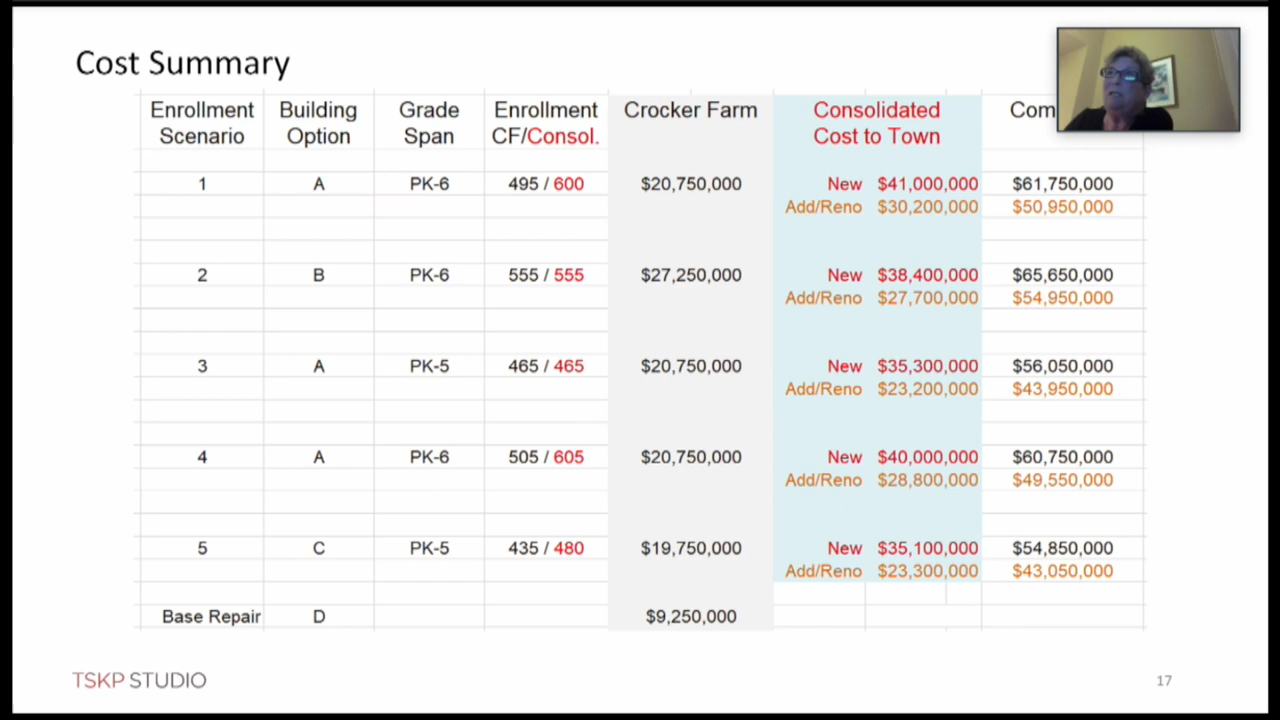 Cost Summary
Enrollment Scenario Building Option Grade Span Enrollment CF/Consol. Crocker Farm Consolidated Cost to Town Com
1 A PK-6 495 / 600 $20,750,000 New $41,000,000 $61,750,000
Add/Reno $30,200,000 $50,950,000
2 B PK-6 555 / 555 $27,250,000 New $38,400,000 $65,650,000
Add/Reno $27,700,000 $54,950,000
3 A PK-5 465 / 465 $20,750,000 New $35,300,000 $56,050,000
Add/Reno $23,200,000 $43,950,000
4 A PK-6 505 / 605 $20,750,000 New $40,000,000 $60,750,000
Add/Reno $28,800,000 $49,550,000
5 C PK-5 435 / 480 $19,750,000 New $35,100,000 $54,850,000
Add/Reno $23,300,000 $43,050,000
Base Repair D $9,250,000
TSKP STUDIO 17